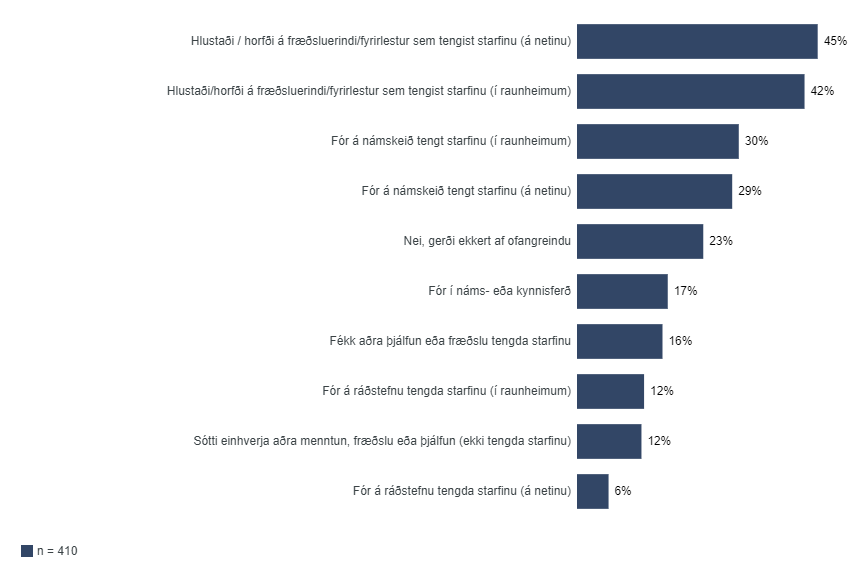 Hlustaði / horfði á fræðsluerindi/fyrirlestur sem tengist starfinu (á netinu) 45%
Hlustaði/horfði á fræðsluerindi/fyrirlestur sem tengist starfinu (í raunheimum) 42%
Fór á námskeið tengt starfinu (í raunheimum) 30%
Fór á námskeið tengt starfinu (á netinu) 29%
Nei, gerði ekkert af ofangreindu 23%
Fór í náms- eða kynnisferð 17%
Fékk aðra þjálfun eða fræðslu tengda starfinu 16%
Fór á ráðstefnu tengda starfinu (í raunheimum) 12%
Sótti einhverja aðra menntun, fræðslu eða þjálfun (ekki tengda starfinu) 12%
Fór á ráðstefnu tengda starfinu (á netinu) 6%
n = 410